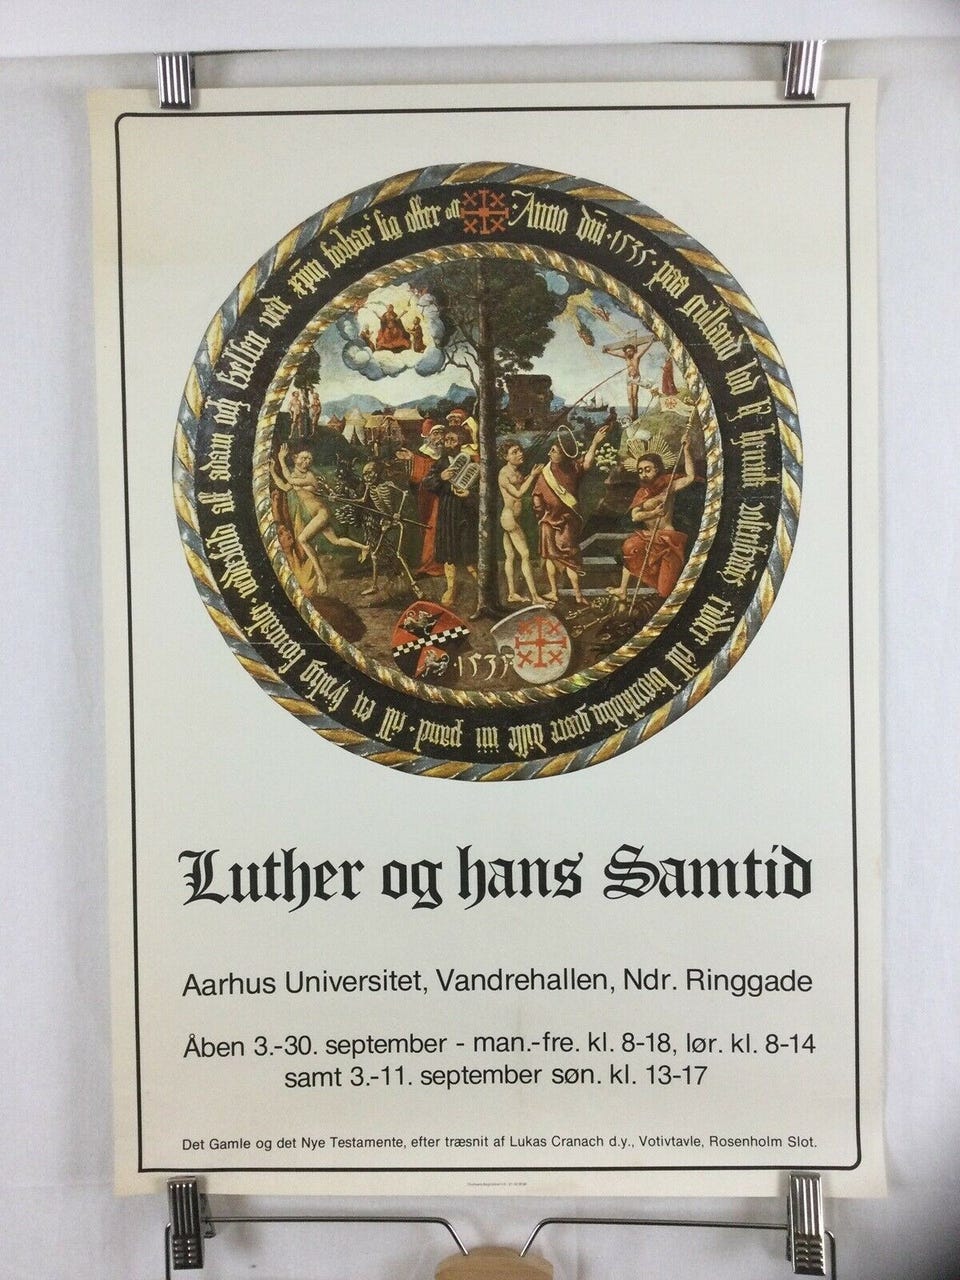 Anno dñi · 1535 · paa
1535
Luther og hans Samtid
Aarhus Universitet, Vandrehallen, Ndr. Ringgade
Åben 3.-30. september - man.-fre. kl. 8-18, lør. kl. 8-14
samt 3.-11. september søn. kl. 13-17
Det Gamle og det Nye Testamente, efter træsnit af Lukas Cranach d.y., Votivtavle, Rosenholm Slot.